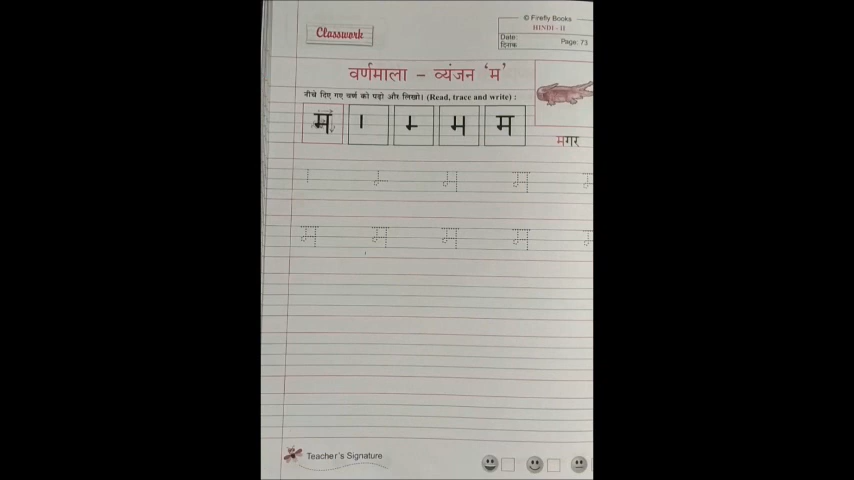 Classwork
© Firefly Books
HINDI - II
Date:
दिनांक
Page: 73
वर्णमाला – व्यंजन ‘म’
नीचे दिए गए वर्ण को पढ़ो और लिखो। (Read, trace and write) :
म म म
मगर
म म
म म म म
Teacher's Signature